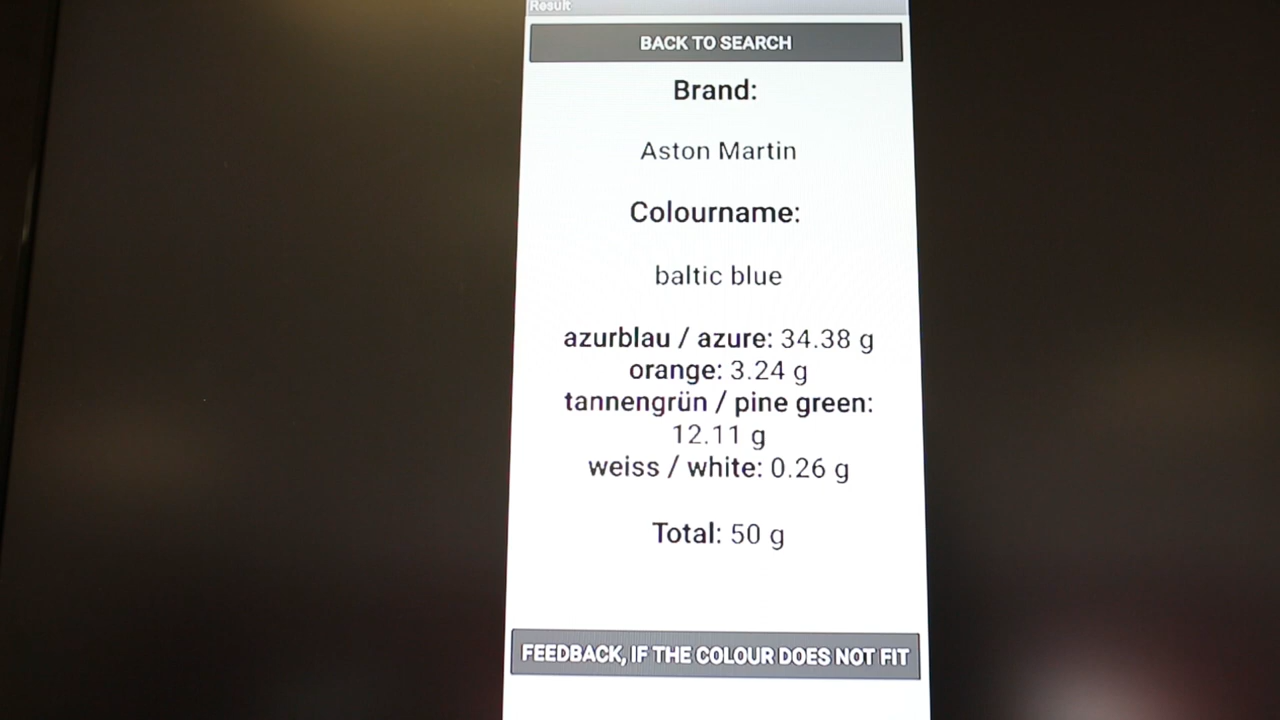 Result
BACK TO SEARCH
Brand:
Aston Martin
Colourname:
baltic blue
azurblau / azure: 34.38 g
orange: 3.24 g
tannengrün / pine green:
12.11 g
weiss / white: 0.26 g
Total: 50 g
FEEDBACK, IF THE COLOUR DOES NOT FIT